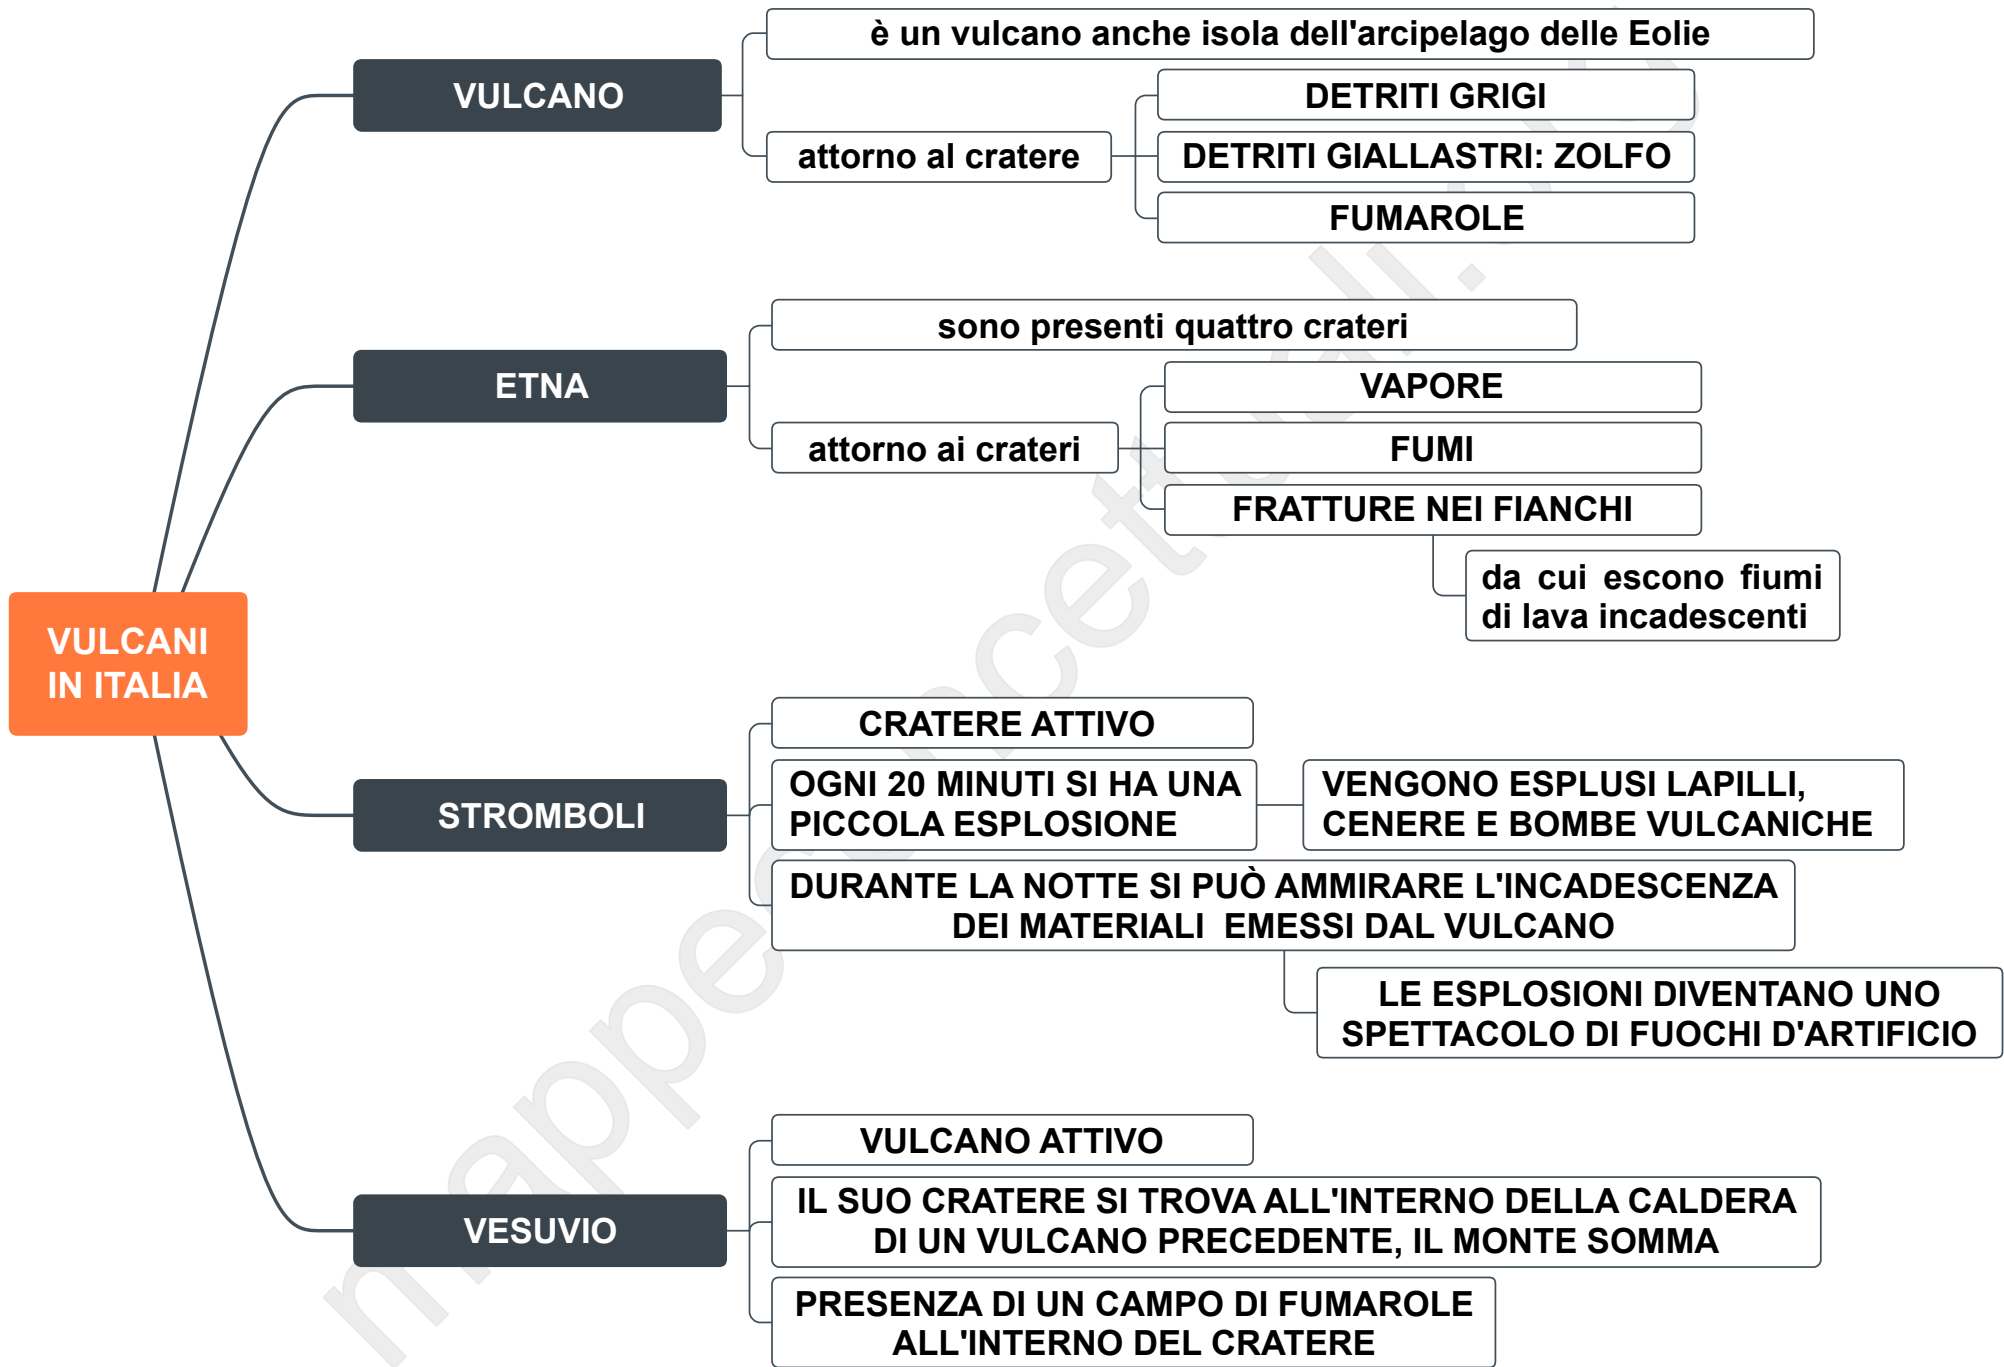 è un vulcano anche isola dell'arcipelago delle Eolie
VULCANO
DETRITI GRIGI
attorno al cratere
DETRITI GIALLASTRI: ZOLFO
FUMAROLE
sono presenti quattro crateri
ETNA
VAPORE
attorno ai crateri
FUMI
FRATTURE NEI FIANCHI
da cui escono fiumi
di lava incadescenti
VULCANI
IN ITALIA
CRATERE ATTIVO
STROMBOLI
OGNI 20 MINUTI SI HA UNA
PICCOLA ESPLOSIONE
VENGONO ESPLUSI LAPILLI,
CENERE E BOMBE VULCANICHE
DURANTE LA NOTTE SI PUÒ AMMIRARE L'INCADESCENZA
DEI MATERIALI  EMESSI DAL VULCANO
LE ESPLOSIONI DIVENTANO UNO
SPETTACOLO DI FUOCHI D'ARTIFICIO
VULCANO ATTIVO
VESUVIO
IL SUO CRATERE SI TROVA ALL'INTERNO DELLA CALDERA
DI UN VULCANO PRECEDENTE, IL MONTE SOMMA
PRESENZA DI UN CAMPO DI FUMAROLE
ALL'INTERNO DEL CRATERE